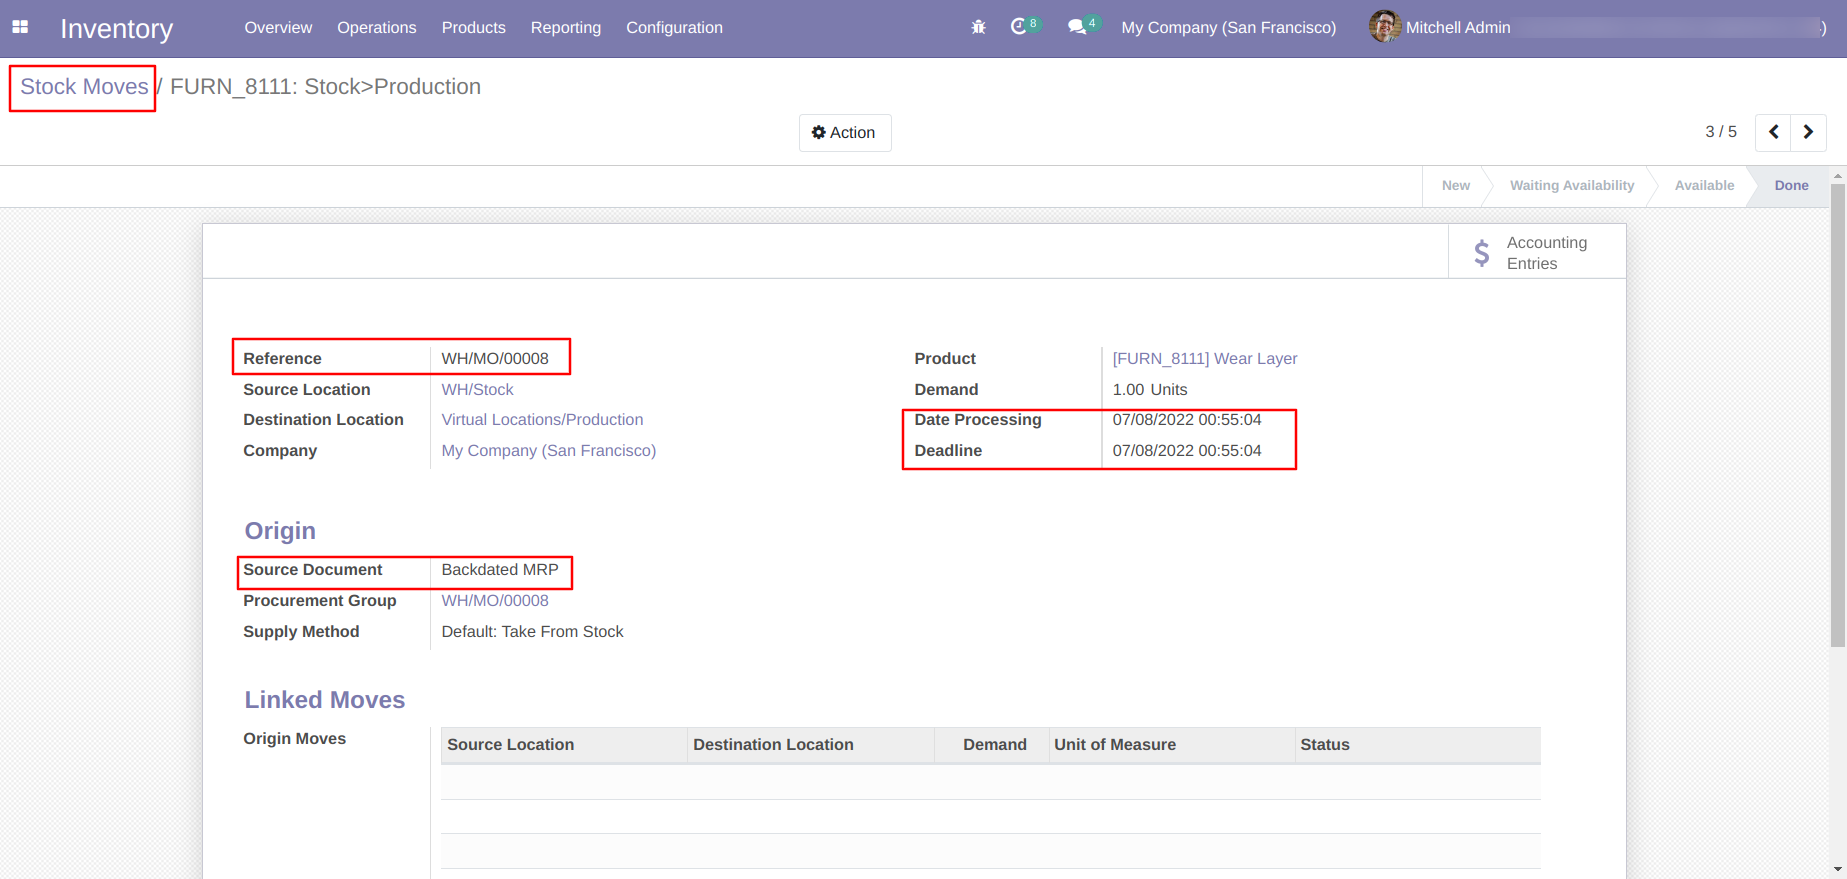 Inventory Overview Operations Products Reporting Configuration 8 4 My Company (San Francisco) Mitchell Admin )
Stock Moves / FURN_8111: Stock>Production
Action 3 / 5
New Waiting Availability Available Done
Accounting
Entries
Reference WH/MO/00008 Product [FURN_8111] Wear Layer
Source Location WH/Stock Demand 1.00 Units
Destination Location Virtual Locations/Production Date Processing 07/08/2022 00:55:04
Company My Company (San Francisco) Deadline 07/08/2022 00:55:04
Origin
Source Document Backdated MRP
Procurement Group WH/MO/00008
Supply Method Default: Take From Stock
Linked Moves
Origin Moves Source Location Destination Location Demand Unit of Measure Status